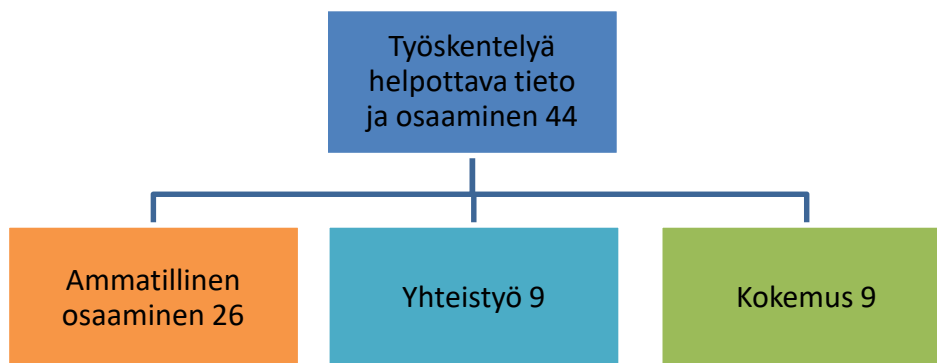 Työskentelyä
helpottava tieto
ja osaaminen 44
Ammatillinen
osaaminen 26
Yhteistyö 9
Kokemus 9